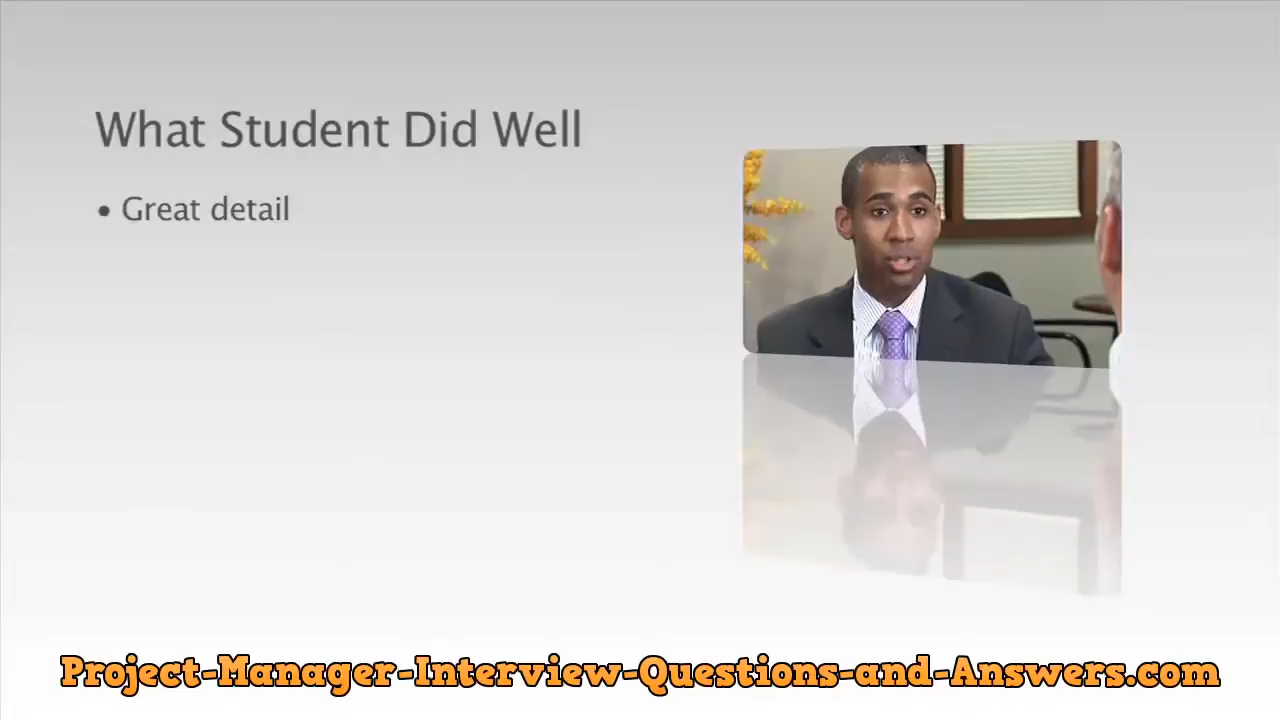 What Student Did Well
• Great detail
Project-Manager-Interview-Questions-and-Answers.com